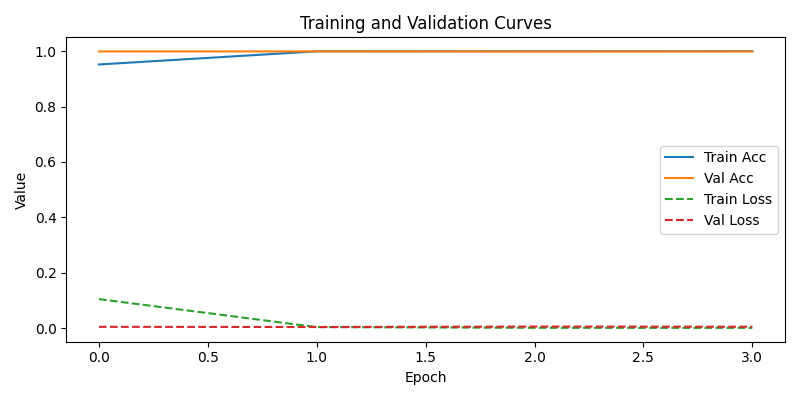 Training and Validation Curves
Value
1.0
0.8
0.6
0.4
0.2
0.0
Train Acc
Val Acc
Train Loss
Val Loss
0.0 0.5 1.0 1.5 2.0 2.5 3.0
Epoch